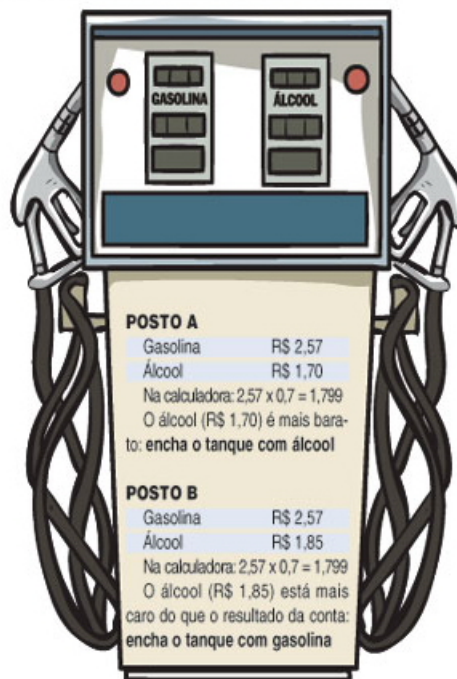 GASOLINA ÁLCOOL
POSTO A
Gasolina R$ 2,57
Álcool R$ 1,70
Na calculadora: 2,57 x 0,7 = 1,799
O álcool (R$ 1,70) é mais bara-
to: encha o tanque com álcool
POSTO B
Gasolina R$ 2,57
Álcool R$ 1,85
Na calculadora: 2,57 x 0,7 = 1,799
O álcool (R$ 1,85) está mais
caro do que o resultado da conta:
encha o tanque com gasolina